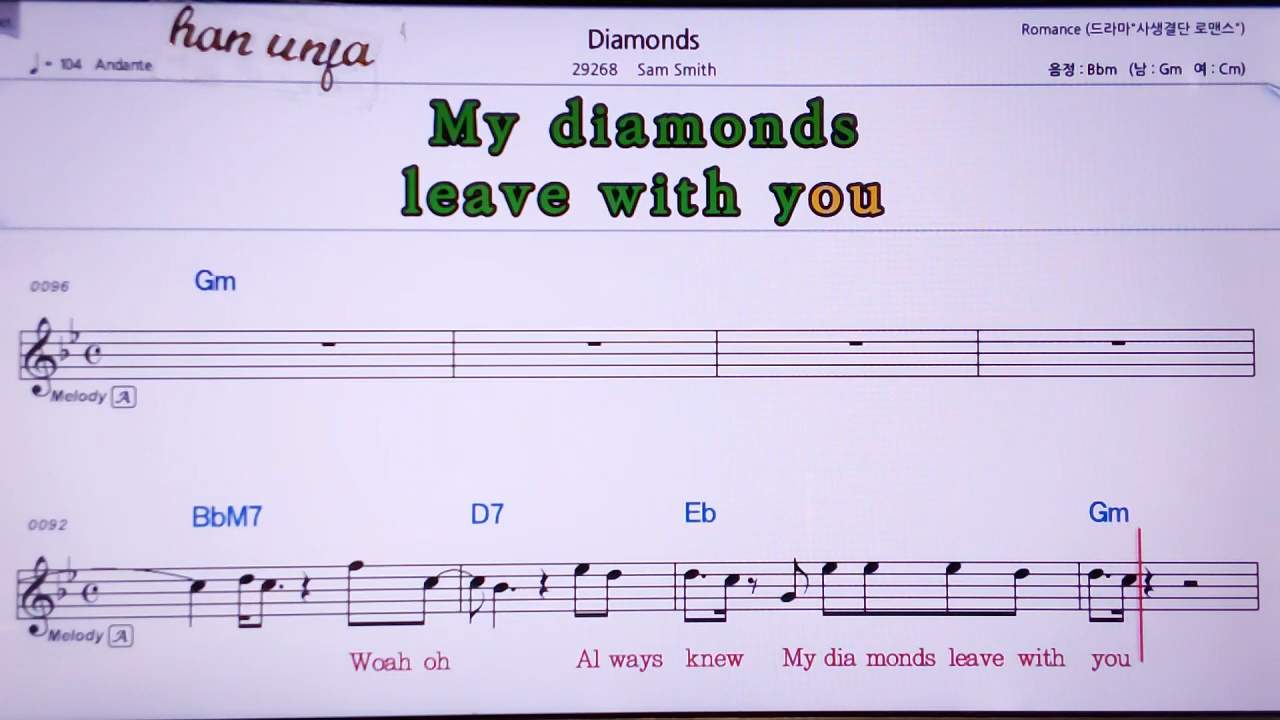 han unfa
Diamonds
Romance (드라마"사생결단 로맨스")
♩= 104 Andante
29268 Sam Smith
음정 : Bbm (남 : Gm 여 : Cm)
My diamonds
leave with you
0096
Gm
Melody A
0092
BbM7 D7 Eb Gm
Melody A
Woah oh Al ways knew My dia monds leave with you